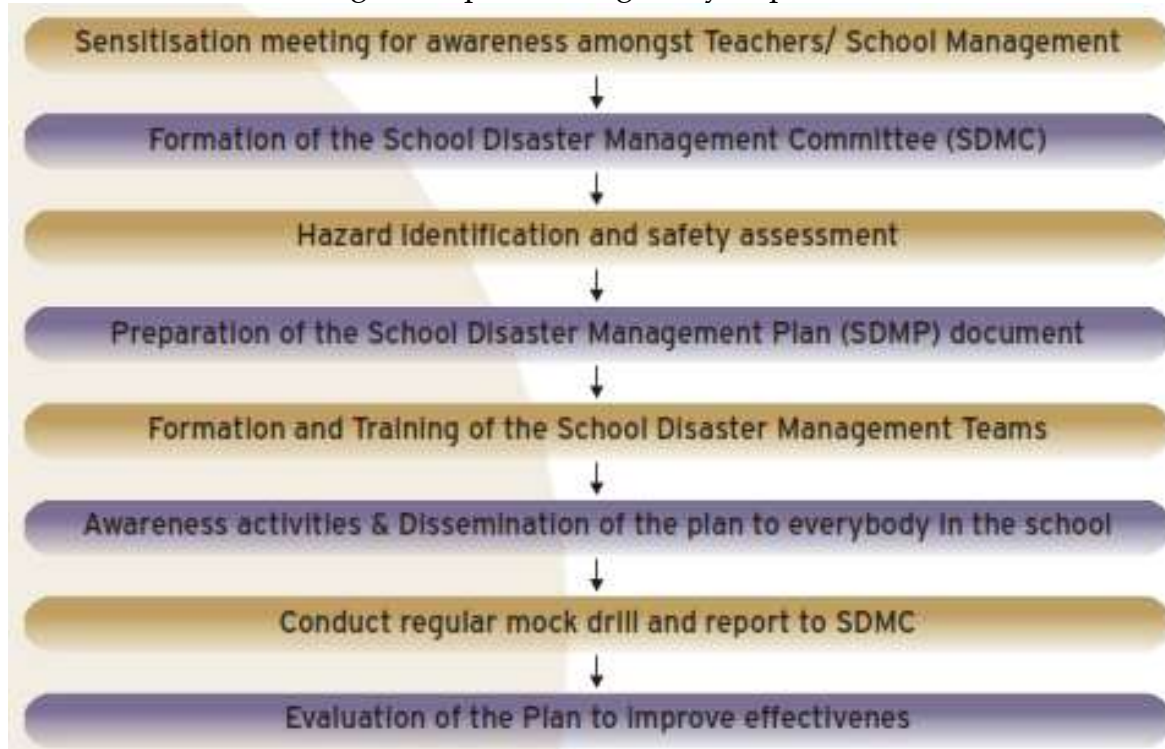 Sensitisation meeting for awareness amongst Teachers/ School Management
Formation of the School Disaster Management Committee (SDMC)
Hazard identification and safety assessment
Preparation of the School Disaster Management Plan (SDMP) document
Formation and Training of the School Disaster Management Teams
Awareness activities & Dissemination of the plan to everybody in the school
Conduct regular mock drill and report to SDMC
Evaluation of the Plan to improve effectivenes